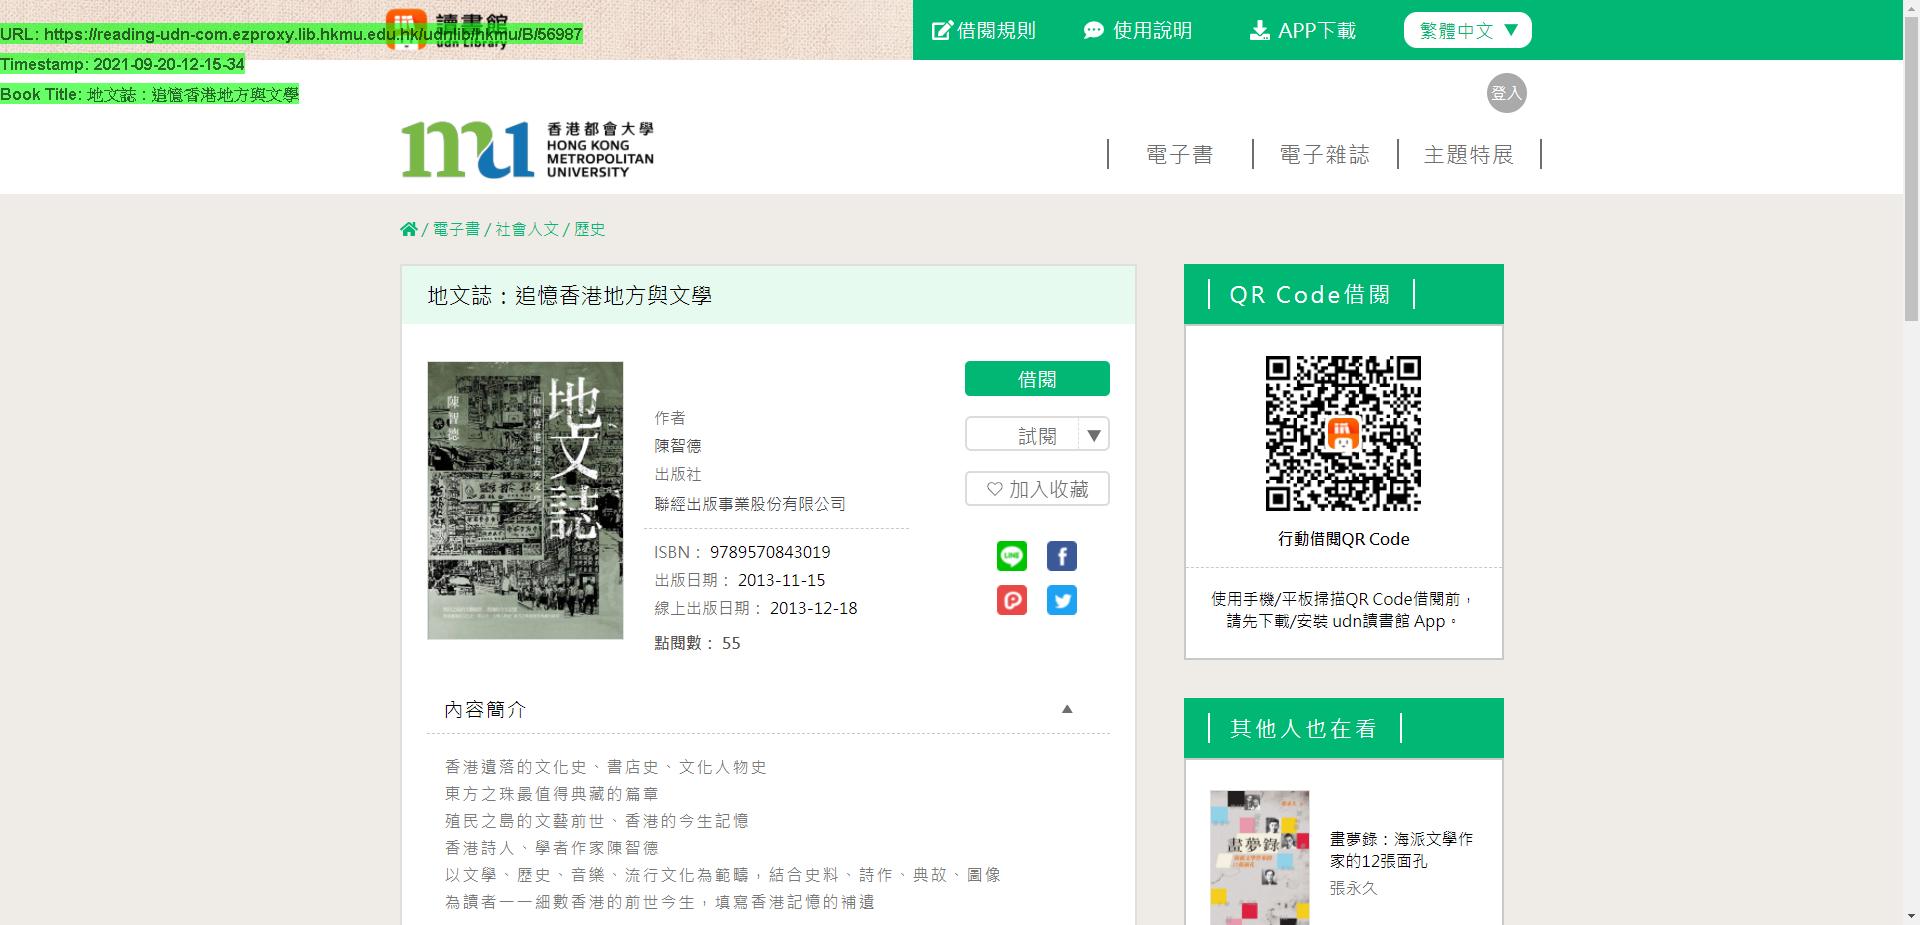 讀書館
udn Library
URL: https://reading-udn-com.ezproxy.lib.hkmu.edu.hk/udnlib/hkmu/B/56987
Timestamp: 2021-09-20-12-15-34
Book Title: 地文誌：追憶香港地方與文學
借閱規則
使用說明
APP下載
繁體中文 ▼
登入
mu
香港都會大學
HONG KONG
METROPOLITAN
UNIVERSITY
電子書
電子雜誌
主題特展
/ 電子書 / 社會人文 / 歷史
地文誌：追憶香港地方與文學
地文誌
追憶香港地方與文學
陳智德
作者
陳智德
出版社
聯經出版事業股份有限公司
ISBN： 9789570843019
出版日期： 2013-11-15
線上出版日期： 2013-12-18
點閱數： 55
借閱
試閱 ▼
♡ 加入收藏
LINE
內容簡介 ▲
香港遺落的文化史、書店史、文化人物史
東方之珠最值得典藏的篇章
殖民之島的文藝前世、香港的今生記憶
香港詩人、學者作家陳智德
以文學、歷史、音樂、流行文化為範疇，結合史料、詩作、典故、圖像
為讀者一一細數香港的前世今生，填寫香港記憶的補遺
QR Code借閱
行動借閱QR Code
使用手機/平板掃描QR Code借閱前，
請先下載/安裝 udn讀書館 App。
其他人也在看
畫夢錄
畫夢錄：海派文學作
家的12張面孔
張永久